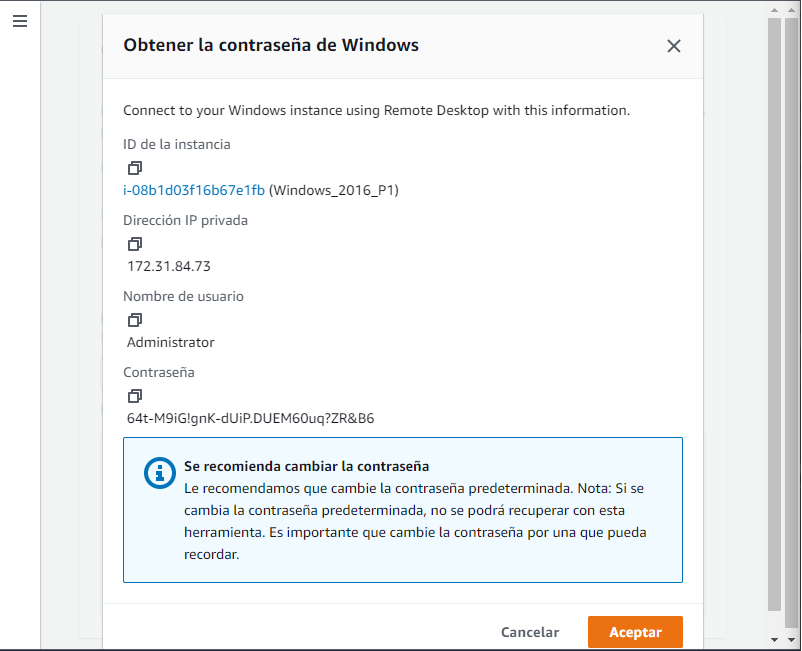 Obtener la contraseña de Windows
Connect to your Windows instance using Remote Desktop with this information.
ID de la instancia
i-08b1d03f16b67e1fb (Windows_2016_P1)
Dirección IP privada
172.31.84.73
Nombre de usuario
Administrator
Contraseña
64t-M9iG!gnK-dUiP.DUEM60uq?ZR&B6
Se recomienda cambiar la contraseña
Le recomendamos que cambie la contraseña predeterminada. Nota: Si se
cambia la contraseña predeterminada, no se podrá recuperar con esta
herramienta. Es importante que cambie la contraseña por una que pueda
recordar.
Cancelar
Aceptar